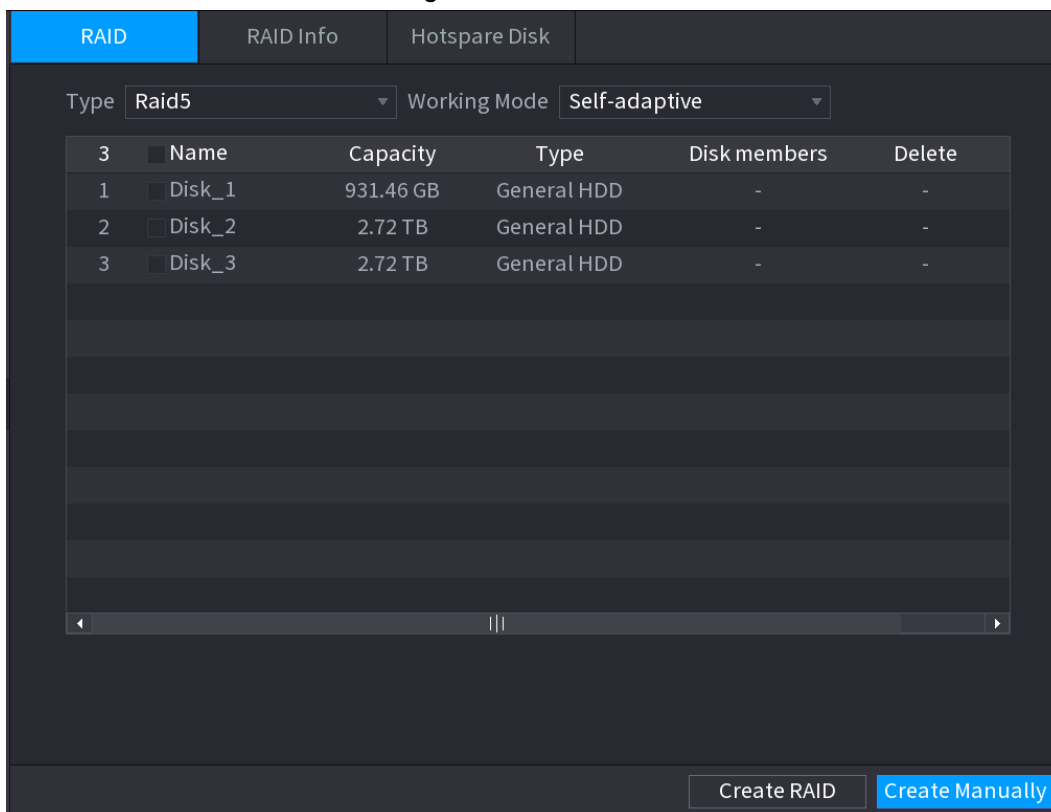 RAID RAID Info Hotspare Disk
Type Raid5 Working Mode Self-adaptive
3 Name Capacity Type Disk members Delete
1 Disk_1 931.46 GB General HDD - -
2 Disk_2 2.72 TB General HDD - -
3 Disk_3 2.72 TB General HDD - -
Create RAID Create Manually